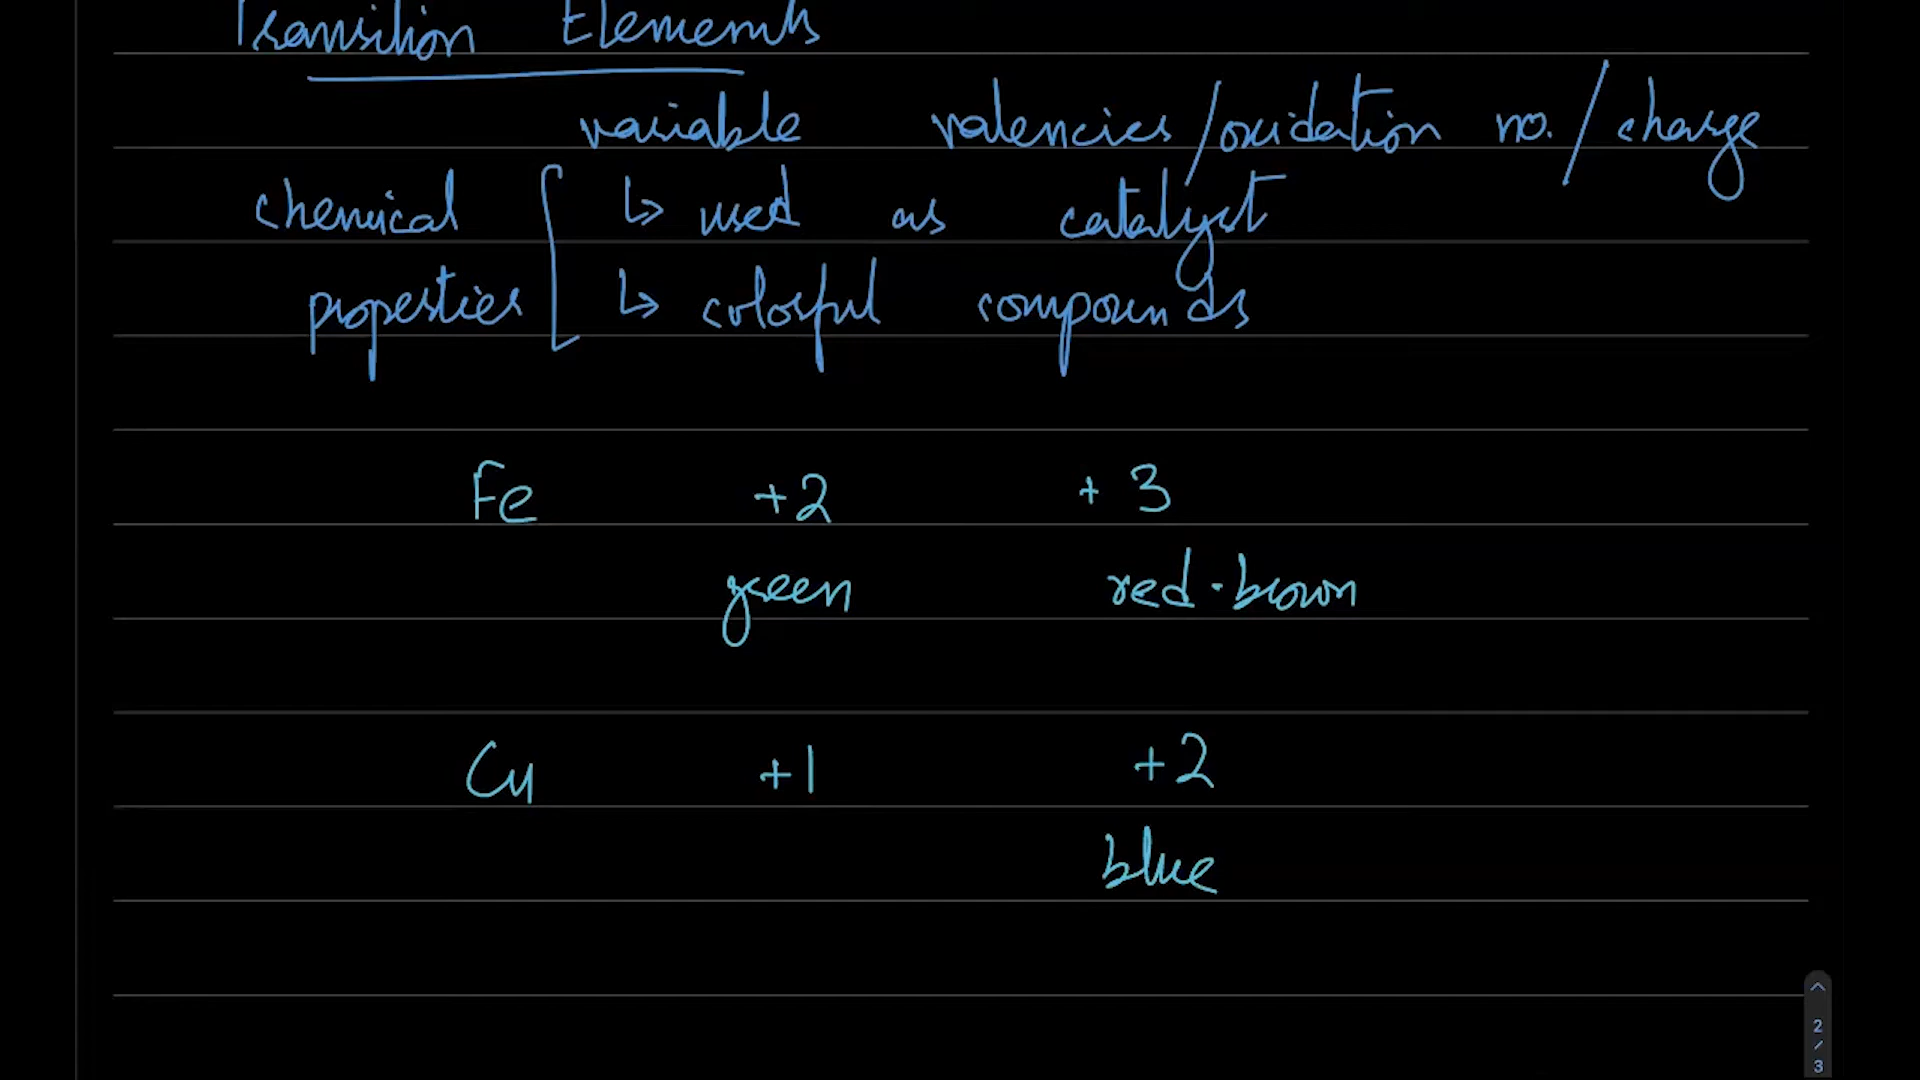 Transition Elements
variable valencies/oxidation no./charge
chemical ↳ used as catalyst
properties ↳ colorful compounds
Fe +2 +3
green red-brown
Cu +1 +2
blue
2
/
3